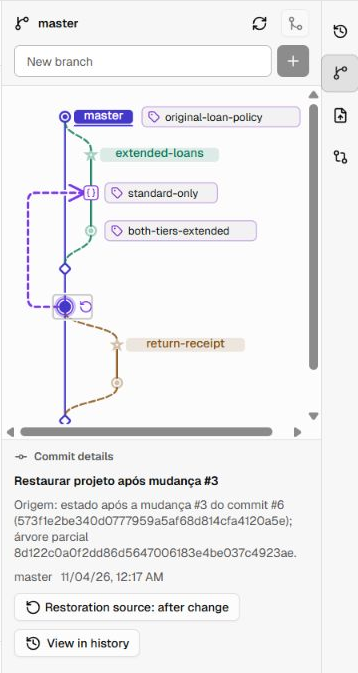 master
New branch
master
original-loan-policy
extended-loans
{} standard-only
both-tiers-extended
return-receipt
Commit details
Restaurar projeto após mudança #3
Origem: estado após a mudança #3 do commit #6
(573f1e2be340d0777959a5af68d814cfa4120a5e);
árvore parcial
8d122c0a0f2dd86d5647006183e4be037c4923ae.
master 11/04/26, 12:17 AM
Restoration source: after change
View in history